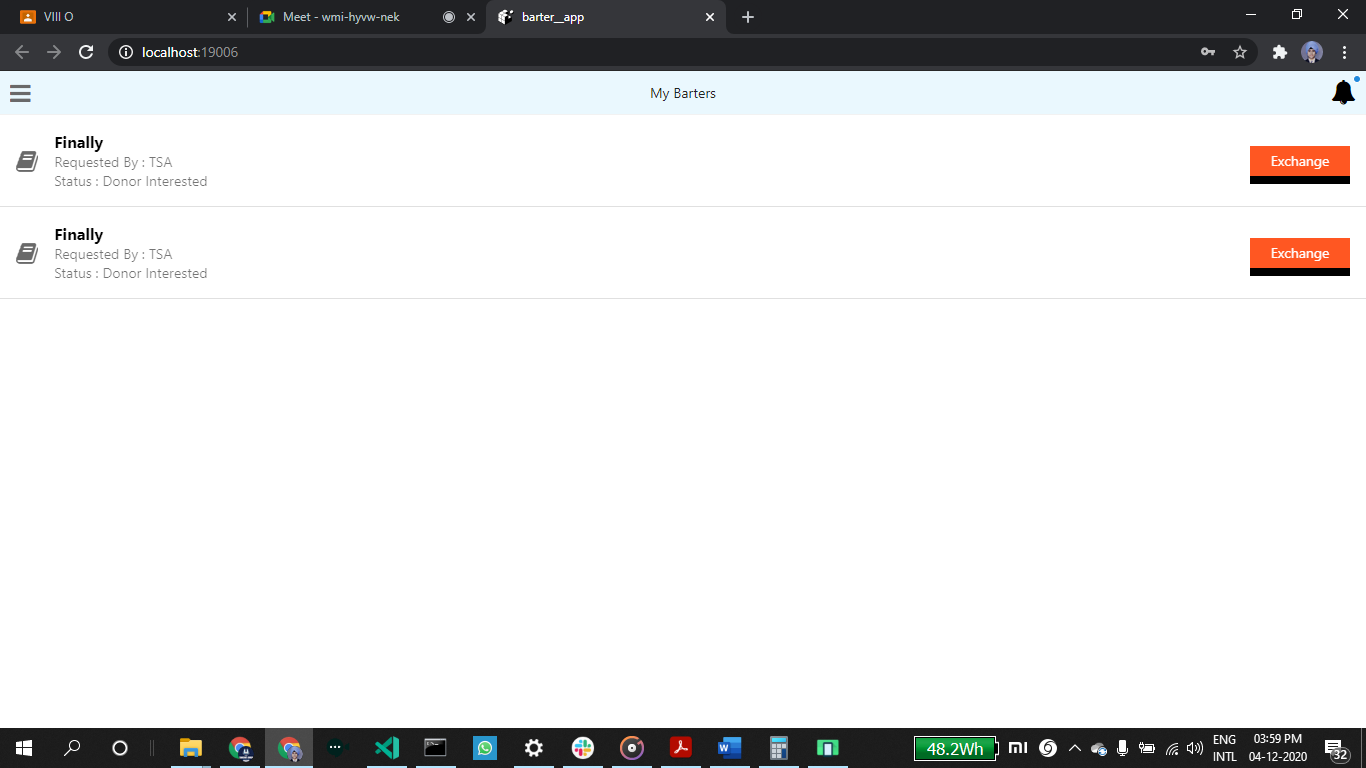 VIII O
Meet - wmi-hyvw-nek
barter__app
localhost:19006
My Barters
Finally
Requested By : TSA
Status : Donor Interested
Exchange
Finally
Requested By : TSA
Status : Donor Interested
Exchange
48.2Wh
ENG
INTL
03:59 PM
04-12-2020
32